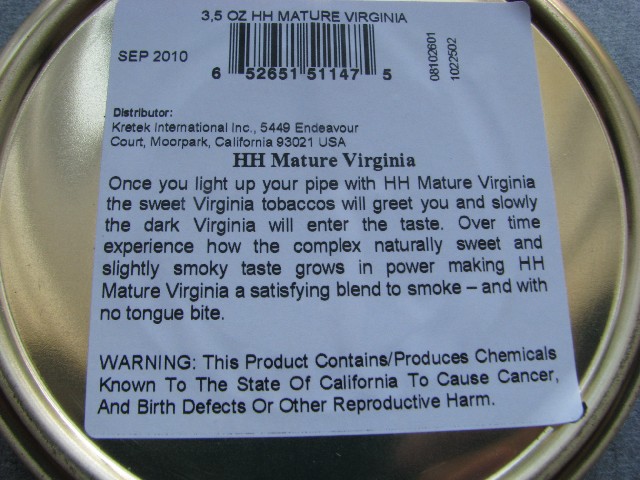 3,5 OZ HH MATURE VIRGINIA
SEP 2010
6 52651 51147 5
08102601
1022502
Distributor:
Kretek International Inc., 5449 Endeavour
Court, Moorpark, California 93021 USA
HH Mature Virginia
Once you light up your pipe with HH Mature Virginia
the sweet Virginia tobaccos will greet you and slowly
the dark Virginia will enter the taste. Over time
experience how the complex naturally sweet and
slightly smoky taste grows in power making HH
Mature Virginia a satisfying blend to smoke – and with
no tongue bite.
WARNING: This Product Contains/Produces Chemicals
Known To The State Of California To Cause Cancer,
And Birth Defects Or Other Reproductive Harm.